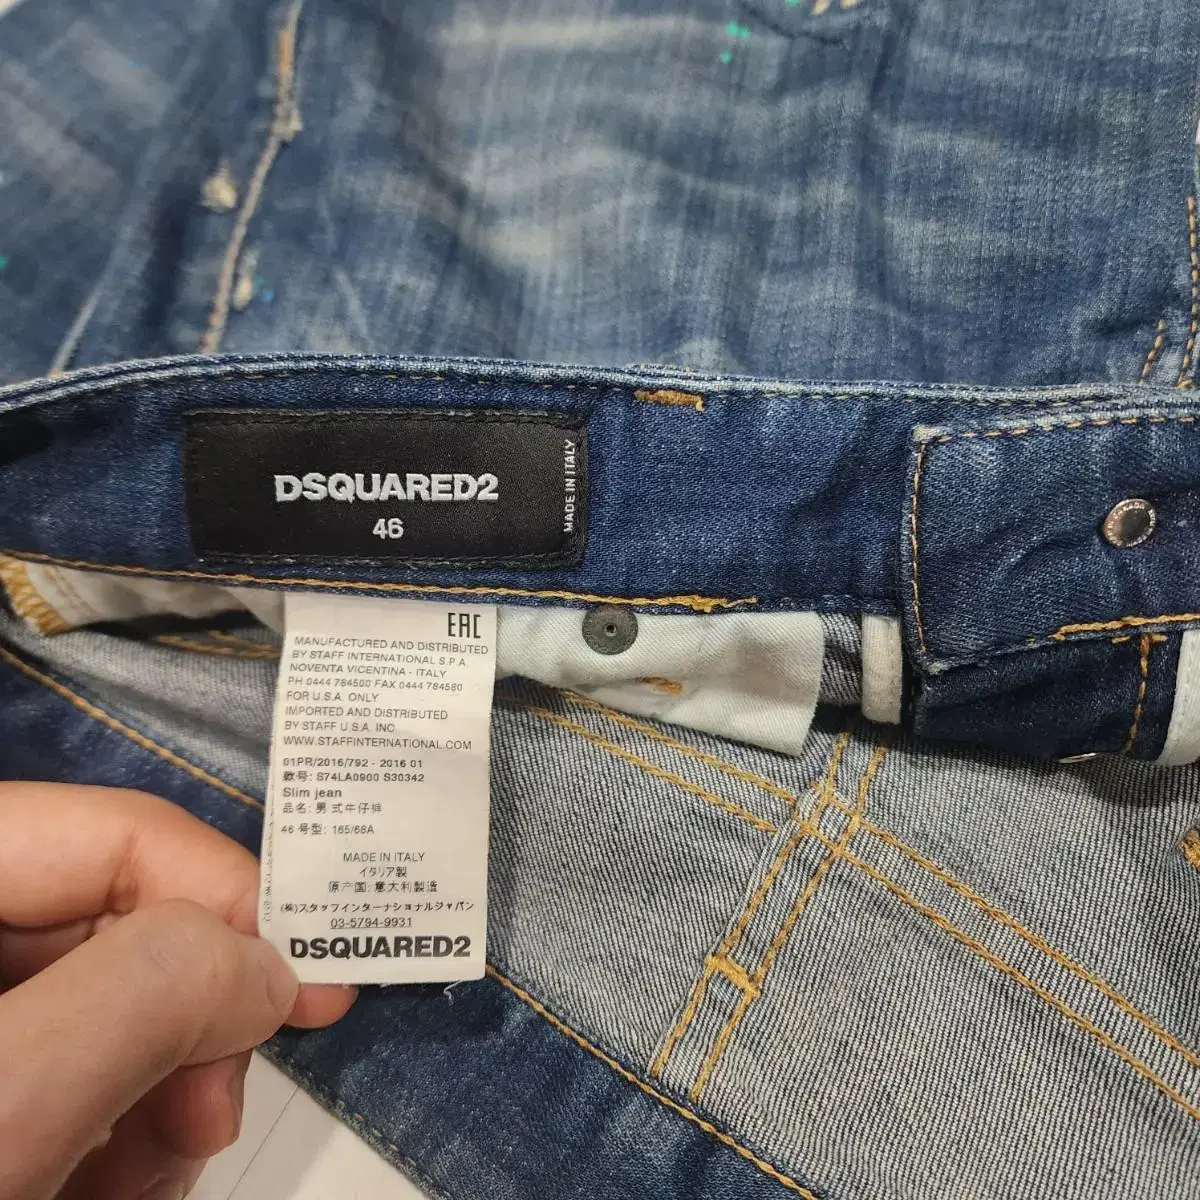 DSQUARED2
46
MADE IN ITALY
EAC
MANUFACTURED AND DISTRIBUTED
BY STAFF INTERNATIONAL S.P.A
NOVENTA VICENTINA - ITALY
PH 0444 784500 FAX 0444 784580
FOR U.S.A. ONLY
IMPORTED AND DISTRIBUTED
BY STAFF U.S.A. INC
WWW.STAFFINTERNATIONAL.COM
01PR/2016/792 - 2016 01
款号: S74LA0900 S30342
Slim jean
品名: 男式牛仔裤
46 号型: 165/68A
MADE IN ITALY
イタリア製
原产国: 意大利製造
(株)スタッフインターナショナルジャパン
03-5794-9931
DSQUARED2